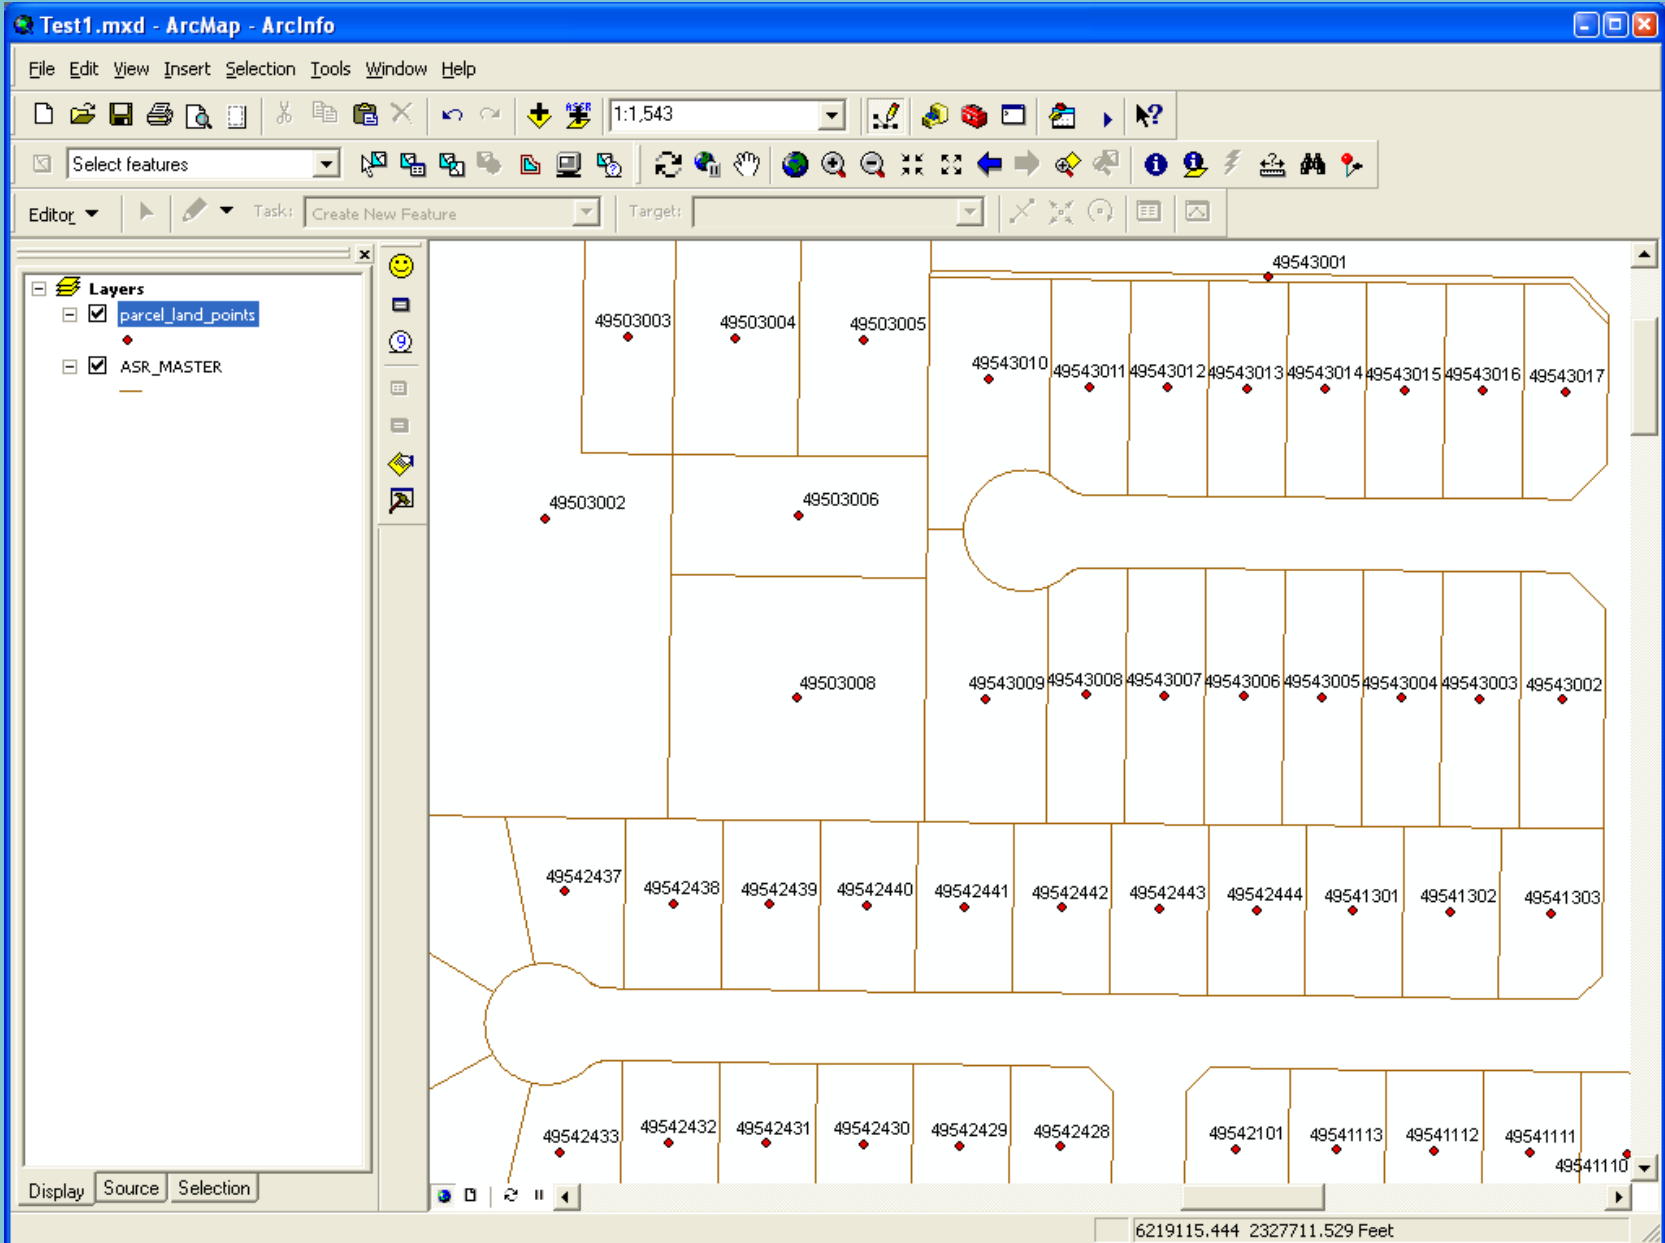 Test1.mxd - ArcMap - ArcInfo
File Edit View Insert Selection Tools Window Help
ASSR
1:1,543
Select features
Editor Task: Create New Feature Target:
Layers
parcel_land_points
ASR_MASTER
49543001
49503003 49503004 49503005
49543010 49543011 49543012 49543013 49543014 49543015 49543016 49543017
49503002 49503006
49503008 49543009 49543008 49543007 49543006 49543005 49543004 49543003 49543002
49542437 49542438 49542439 49542440 49542441 49542442 49542443 49542444 49541301 49541302 49541303
49542433 49542432 49542431 49542430 49542429 49542428 49542101 49541113 49541112 49541111
49541110
Display Source Selection
6219115.444 2327711.529 Feet